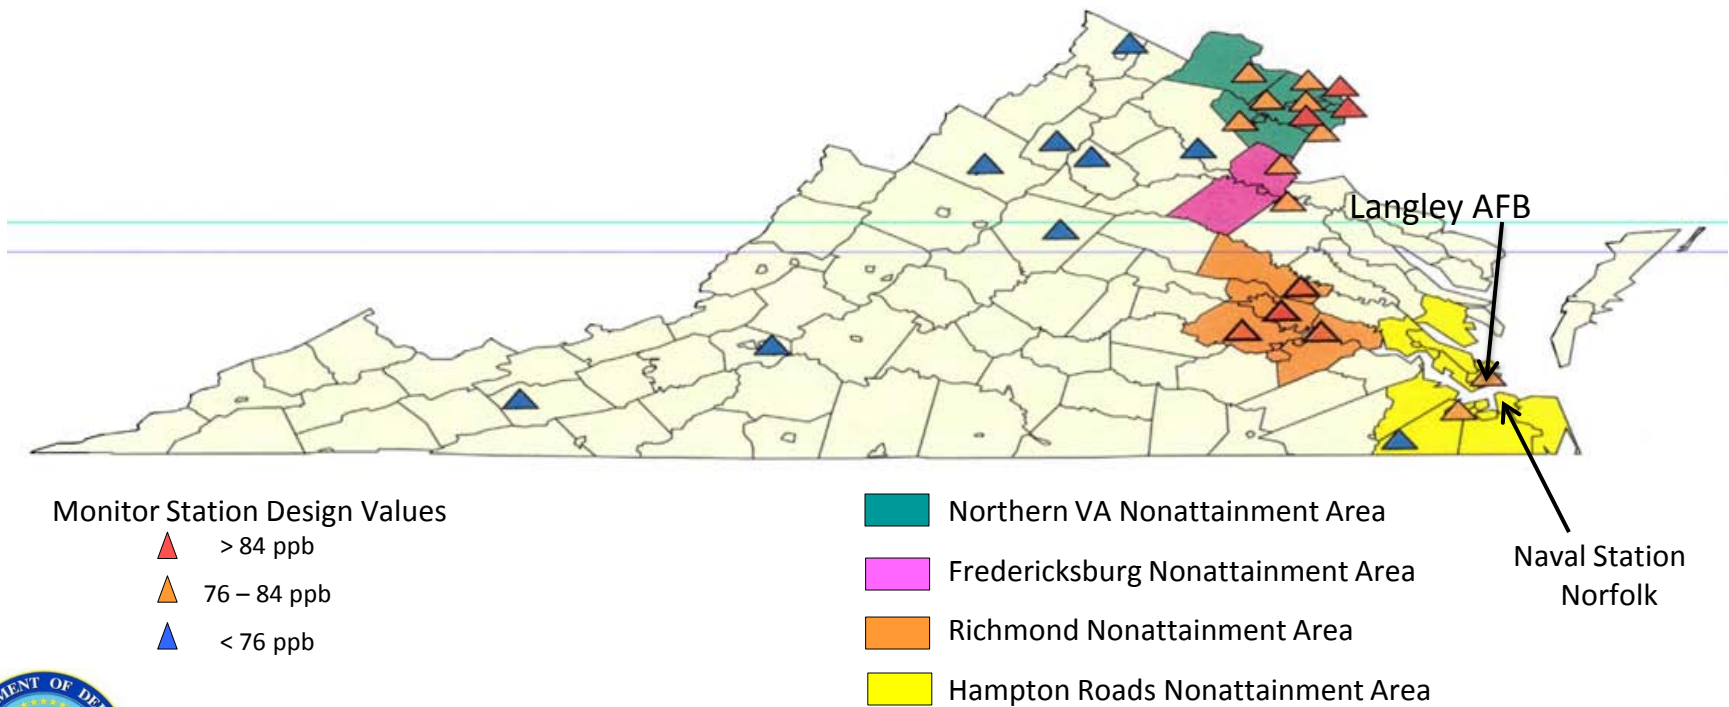 Langley AFB
Monitor Station Design Values
> 84 ppb
76 – 84 ppb
< 76 ppb
Northern VA Nonattainment Area
Fredericksburg Nonattainment Area
Richmond Nonattainment Area
Hampton Roads Nonattainment Area
Naval Station
Norfolk
OF